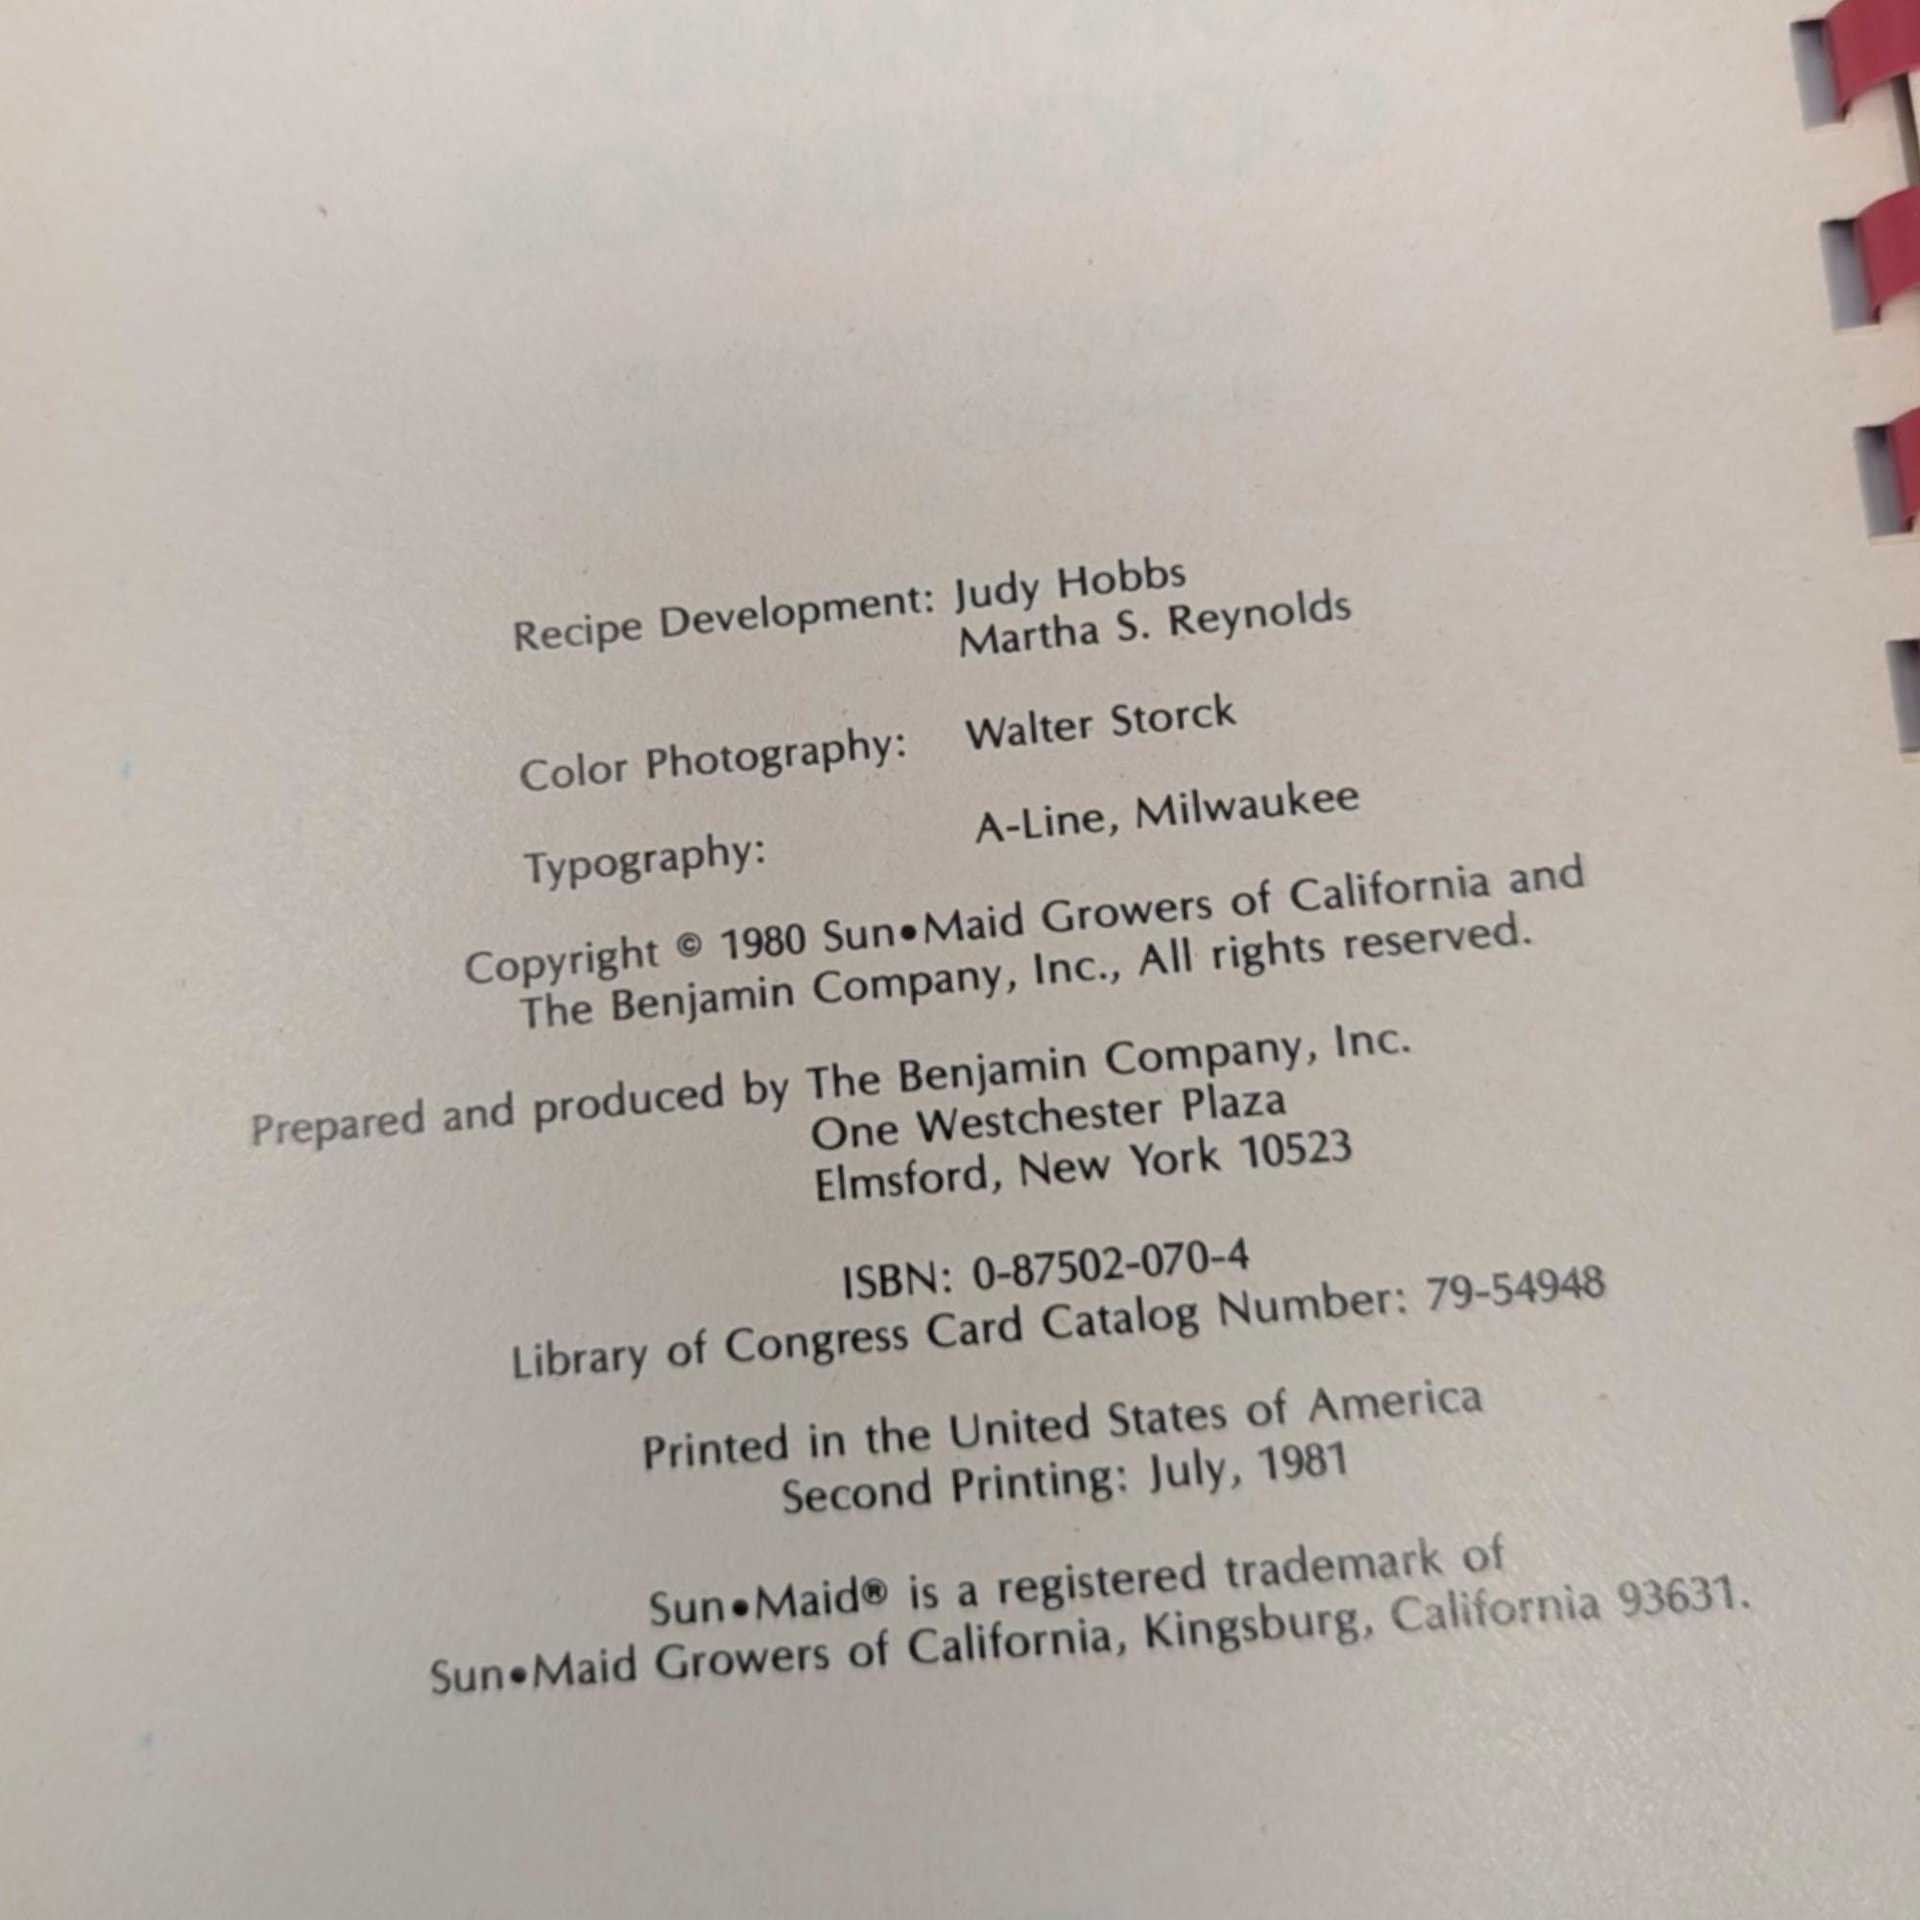 Recipe Development: Judy Hobbs
Martha S. Reynolds
Color Photography: Walter Storck
Typography: A-Line, Milwaukee
Copyright © 1980 Sun•Maid Growers of California and
The Benjamin Company, Inc., All rights reserved.
Prepared and produced by The Benjamin Company, Inc.
One Westchester Plaza
Elmsford, New York 10523
ISBN: 0-87502-070-4
Library of Congress Card Catalog Number: 79-54948
Printed in the United States of America
Second Printing: July, 1981
Sun•Maid® is a registered trademark of
Sun•Maid Growers of California, Kingsburg, California 93631.